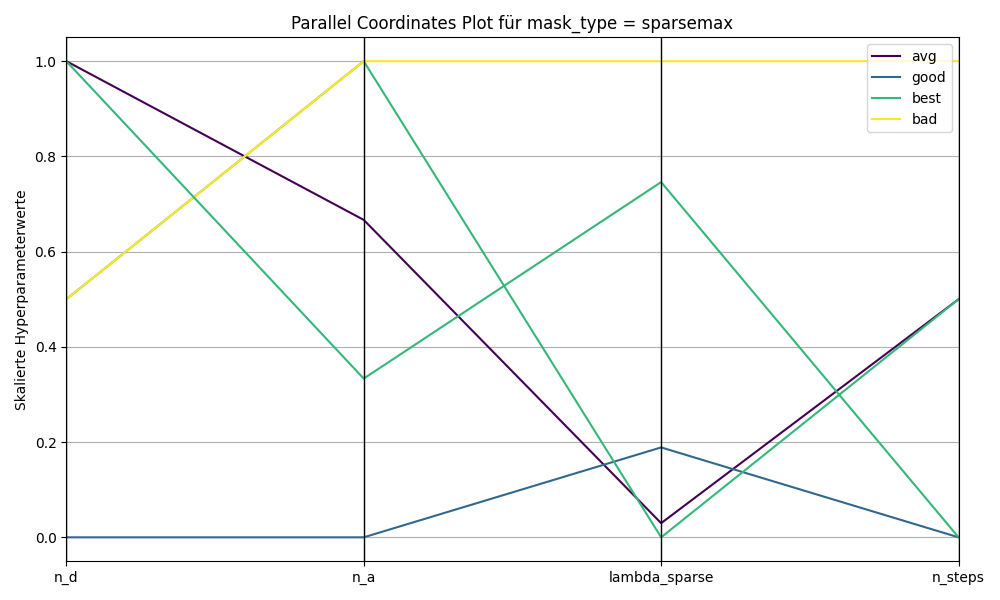 Parallel Coordinates Plot für mask_type = sparsemax
Skalierte Hyperparameterwerte
1.0
0.8
0.6
0.4
0.2
0.0
n_d
n_a
lambda_sparse
n_steps
avg
good
best
bad